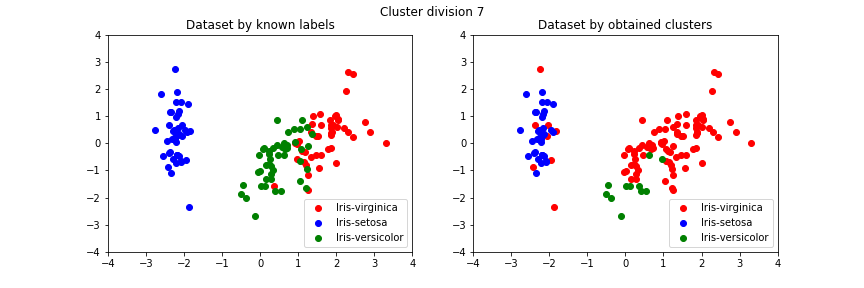 Cluster division 7
Dataset by known labels
4
3
2
1
0
−1
−2
−3
−4
−4 −3 −2 −1 0 1 2 3 4
Iris-virginica
Iris-setosa
Iris-versicolor
Dataset by obtained clusters
4
3
2
1
0
−1
−2
−3
−4
−4 −3 −2 −1 0 1 2 3 4
Iris-virginica
Iris-setosa
Iris-versicolor